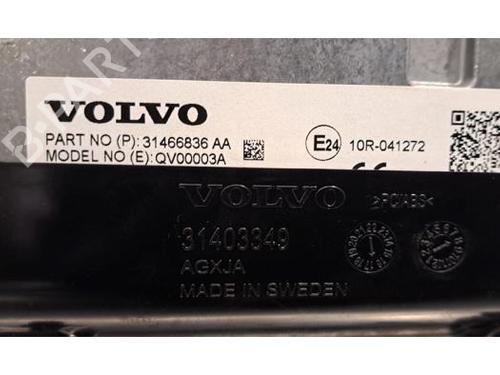 VOLVO
PART NO (P): 31466836 AA
MODEL NO (E): QV00003A
E24 10R-041272
B-PARTS
VOLVO
31403349
AGXJA
MADE IN SWEDEN
>PC/ABS<